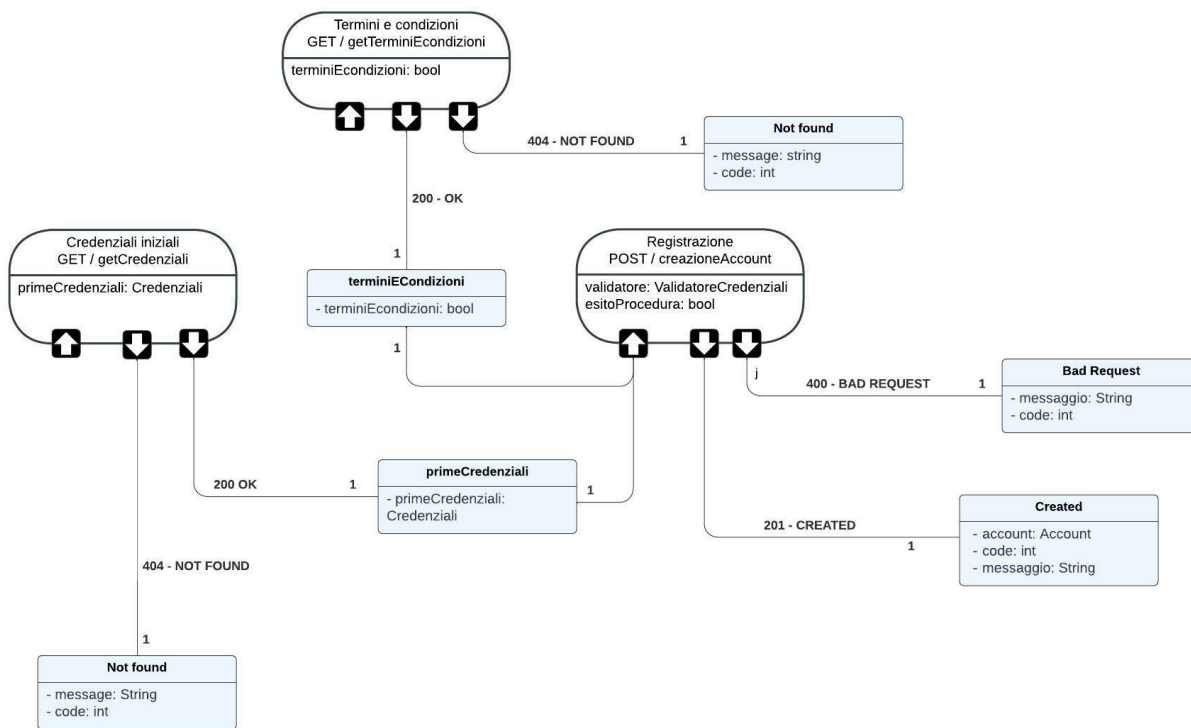 Termini e condizioni
GET / getTerminiEcondizioni
terminiEcondizioni: bool
404 - NOT FOUND
1
Not found
- message: string
- code: int
200 - OK
1
Credenziali iniziali
GET / getCredenziali
primeCredenziali: Credenziali
terminiECondizioni
- terminiEcondizioni: bool
1
Registrazione
POST / creazioneAccount
validatore: ValidatoreCredenziali
esitoProcedura: bool
j
400 - BAD REQUEST
1
Bad Request
- messaggio: String
- code: int
200 OK
1
primeCredenziali
- primeCredenziali:
Credenziali
1
201 - CREATED
1
Created
- account: Account
- code: int
- messaggio: String
404 - NOT FOUND
1
Not found
- message: String
- code: int